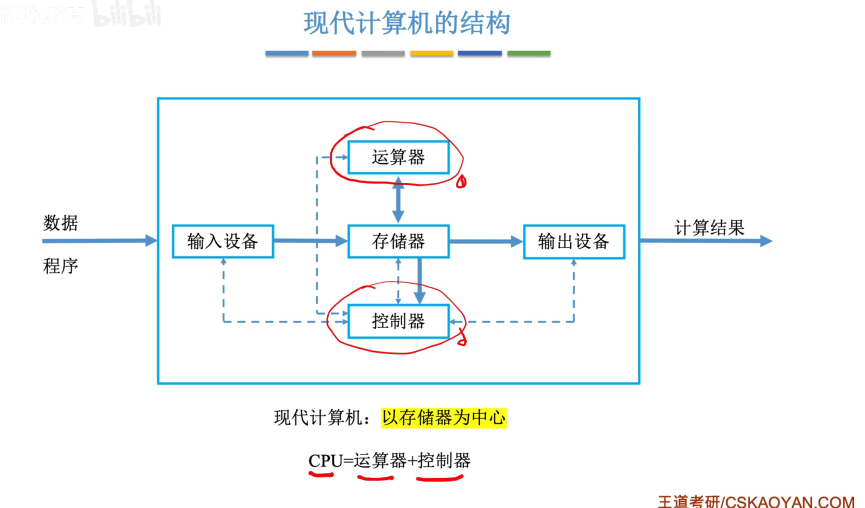 bilibili
现代计算机的结构
运算器
数据
程序
输入设备
存储器
输出设备
计算结果
控制器
现代计算机：以存储器为中心
CPU=运算器+控制器
王道考研/CSKAOYAN.COM